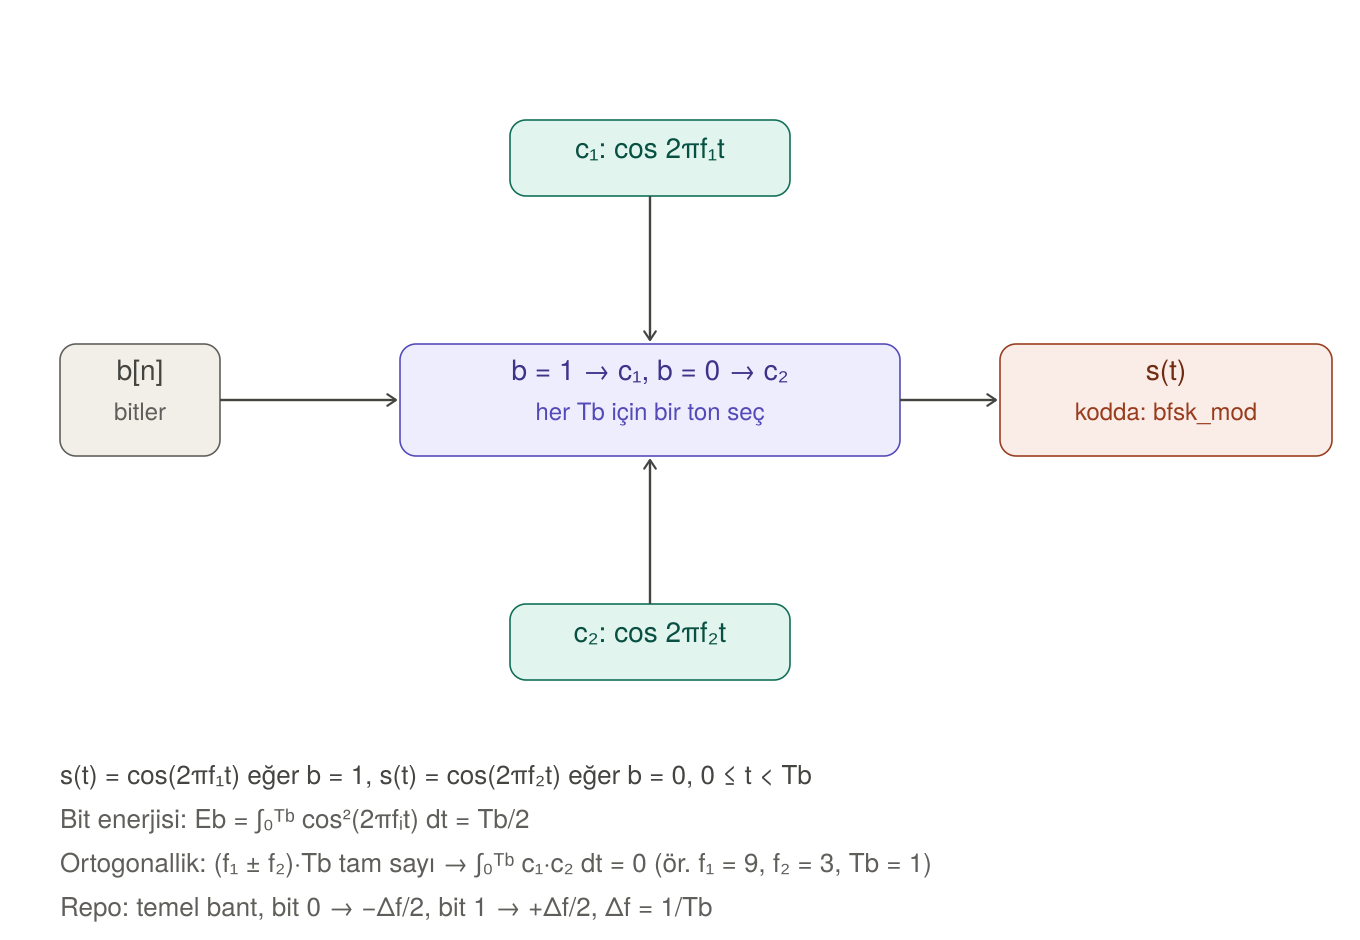 c₁: cos 2πf₁t
b[n]
bitler
b = 1 → c₁, b = 0 → c₂
her Tb için bir ton seç
s(t)
kodda: bfsk_mod
c₂: cos 2πf₂t
s(t) = cos(2πf₁t) eğer b = 1, s(t) = cos(2πf₂t) eğer b = 0, 0 ≤ t < Tb
Bit enerjisi: Eb = ∫₀ᵀᵇ cos²(2πfᵢt) dt = Tb/2
Ortogonallik: (f₁ ± f₂)·Tb tam sayı → ∫₀ᵀᵇ c₁·c₂ dt = 0 (ör. f₁ = 9, f₂ = 3, Tb = 1)
Repo: temel bant, bit 0 → −Δf/2, bit 1 → +Δf/2, Δf = 1/Tb